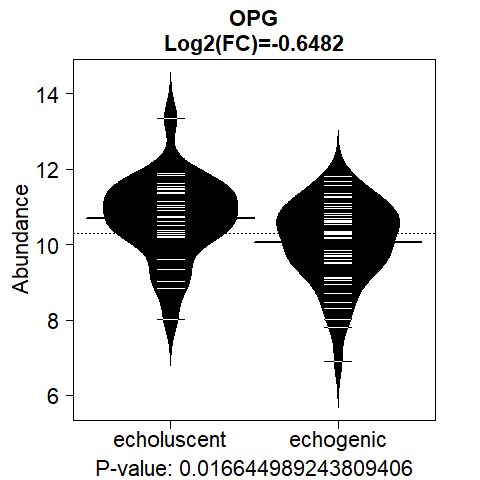 OPG
Log2(FC)=-0.6482
Abundance
14
12
10
8
6
echoluscent
echogenic
P-value: 0.016644989243809406